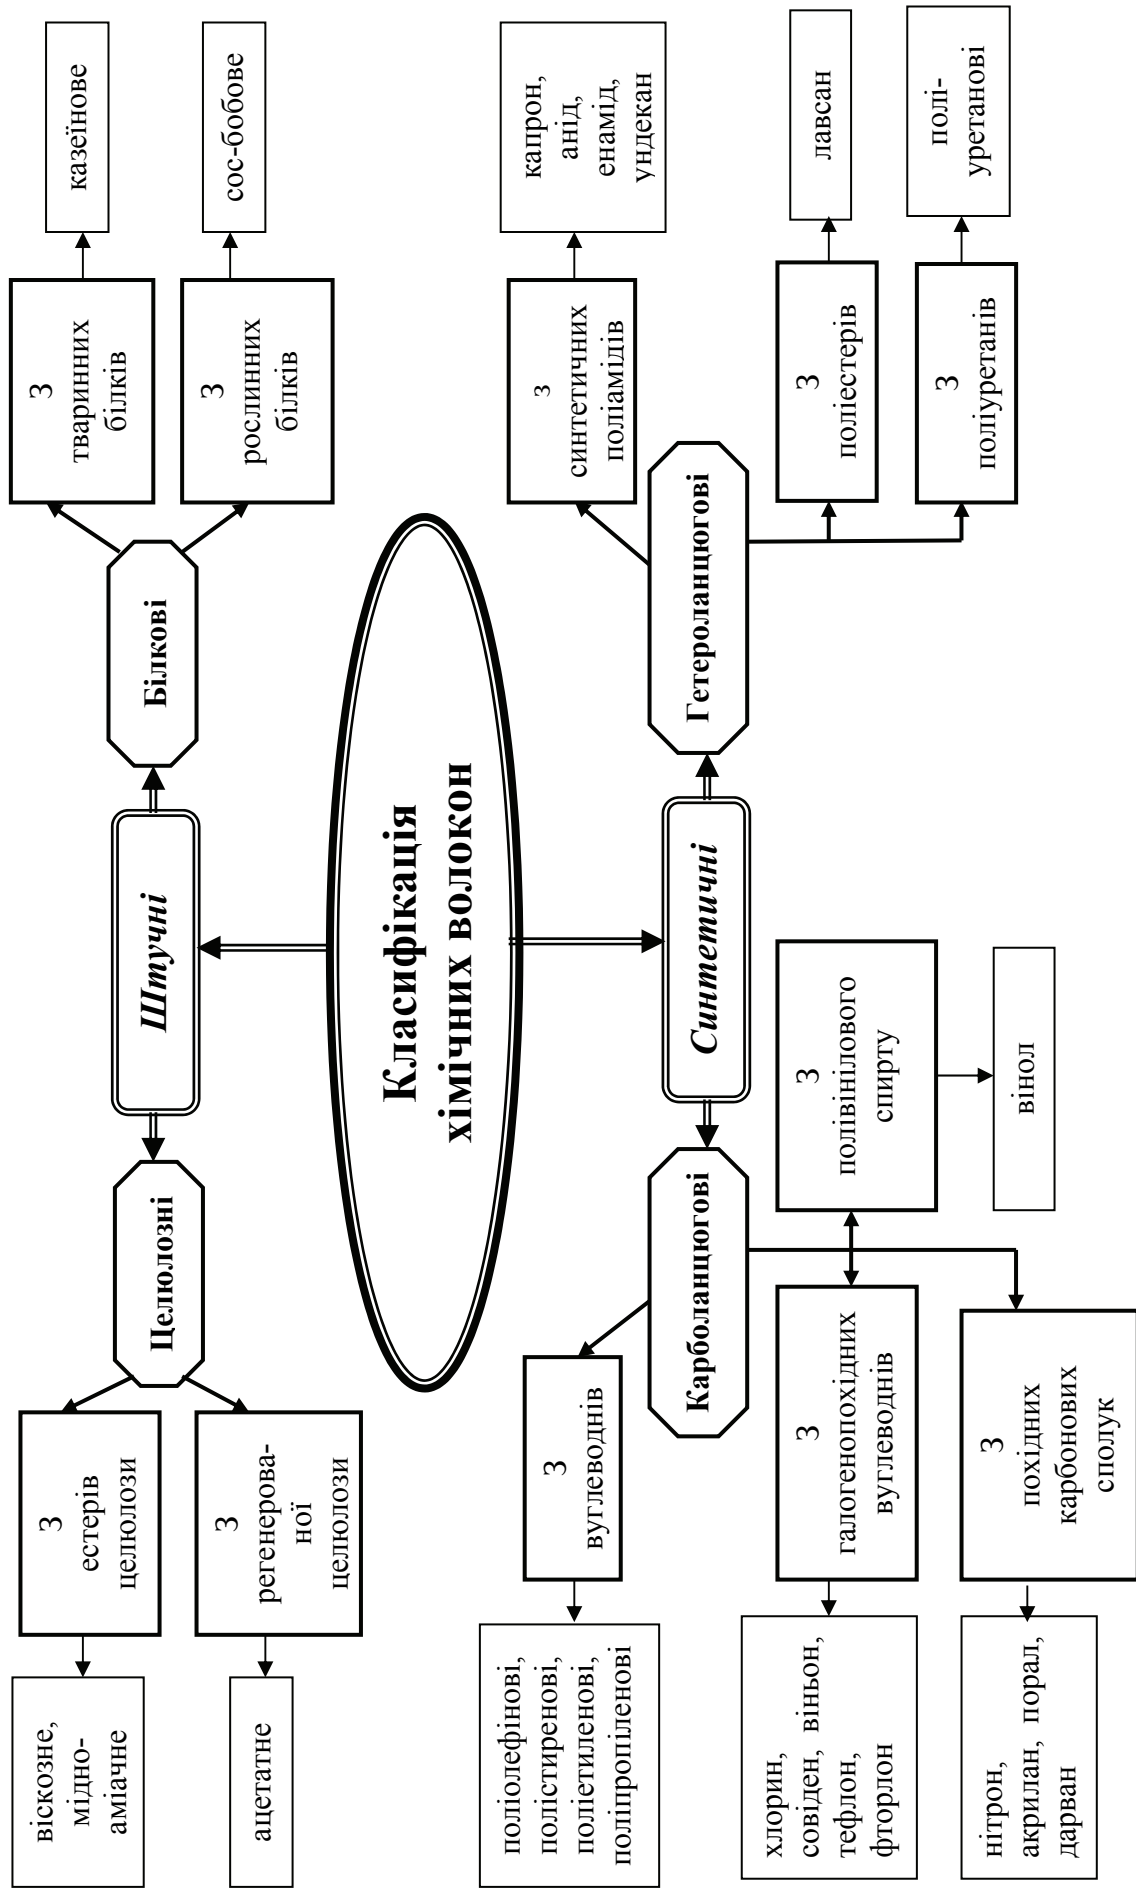 Класифікація
хімічних волокон
Штучні
Целюлозні
З
естерів
целюлози
віскозне,
мідно-
аміачне
З
регенерова-
ної
целюлози
ацетатне
Білкові
З
тваринних
білків
казеїнове
З
рослинних
білків
сос-бобове
Синтетичні
Карболанцюгові
З
вуглеводнів
поліолефінові,
полістиренові,
поліетиленові,
поліпропіленові
З
галогенопохідних
вуглеводнів
хлорин,
совіден, віньон,
тефлон,
фторлон
З
похідних
карбонових
сполук
нітрон,
акрилан, порал,
дарван
З
полівінілового
спирту
вінол
Гетероланцюгові
з
синтетичних
поліамідів
капрон,
анід,
енамід,
ундекан
З
поліестерів
лавсан
З
поліуретанів
полі-
уретанові